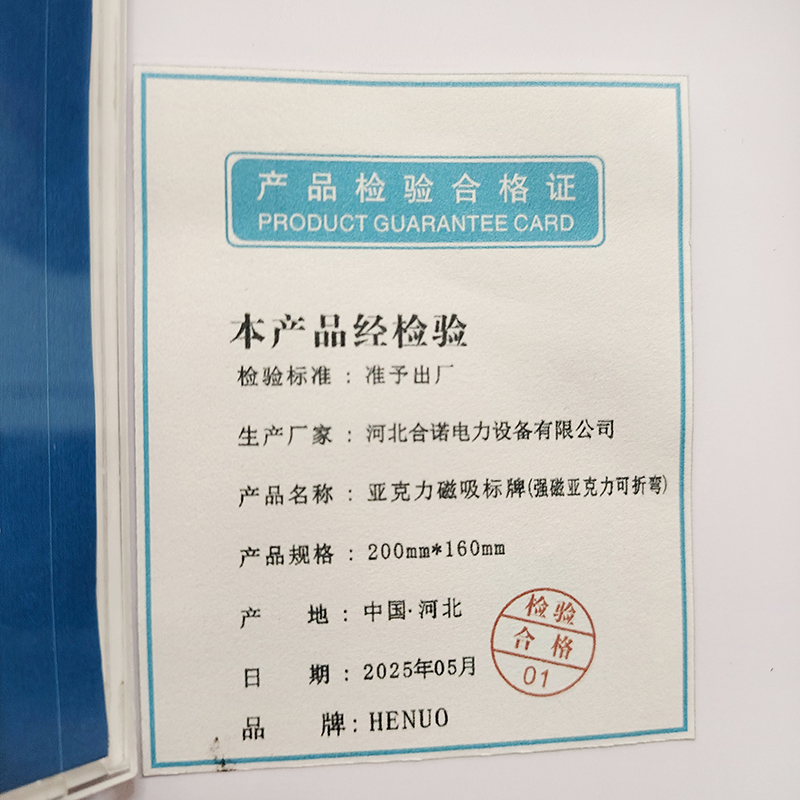 产品检验合格证
PRODUCT GUARANTEE CARD
本产品经检验
检验标准：准予出厂
生产厂家：河北合诺电力设备有限公司
产品名称：亚克力磁吸标牌(强磁亚克力可折弯)
产品规格：200mm*160mm
产 地：中国·河北
日 期：2025年05月
品 牌：HENUO
检验
合格
01